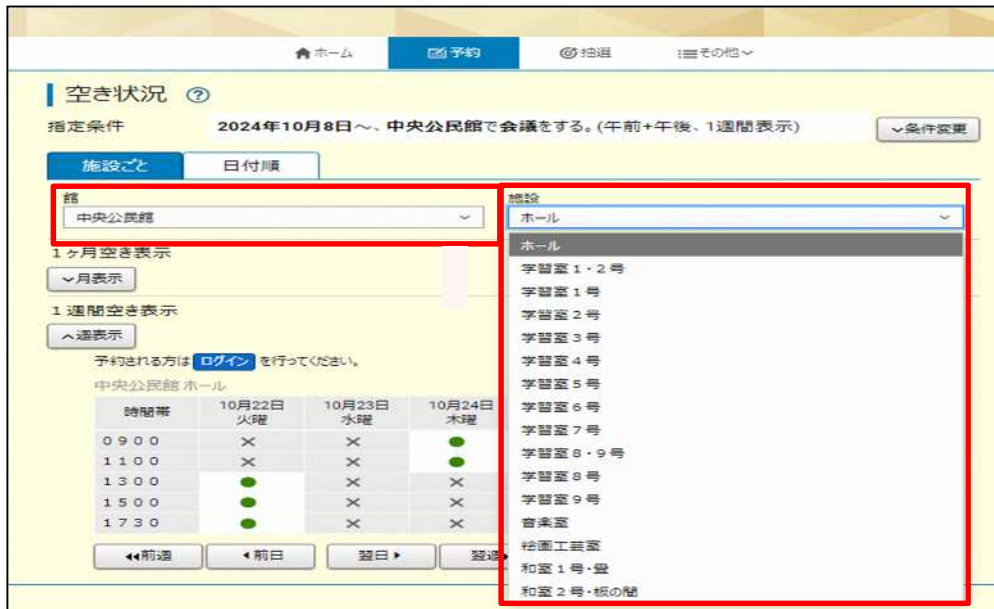 ホーム 予約 抽選 その他
空き状況 ?
指定条件 2024年10月8日～、中央公民館で会議をする。(午前+午後、1週間表示) 条件変更
施設ごと 日付順
館 施設
中央公民館 ホール
ホール
1ヶ月空き表示
学習室1・2号
月表示
学習室1号
学習室2号
1週間空き表示
学習室3号
週表示
学習室4号
予約される方は ログイン を行ってください。
学習室5号
中央公民館 ホール
学習室6号
時間帯 10月22日 火曜 10月23日 水曜 10月24日 木曜
学習室7号
0900 × × ●
学習室8・9号
1100 × × ●
学習室8号
1300 ● × ×
学習室9号
1500 ● × ×
音楽室
1730 ● × ×
絵画工芸室
前週 前日 翌日 翌週
和室1号・畳
和室2号・板の間